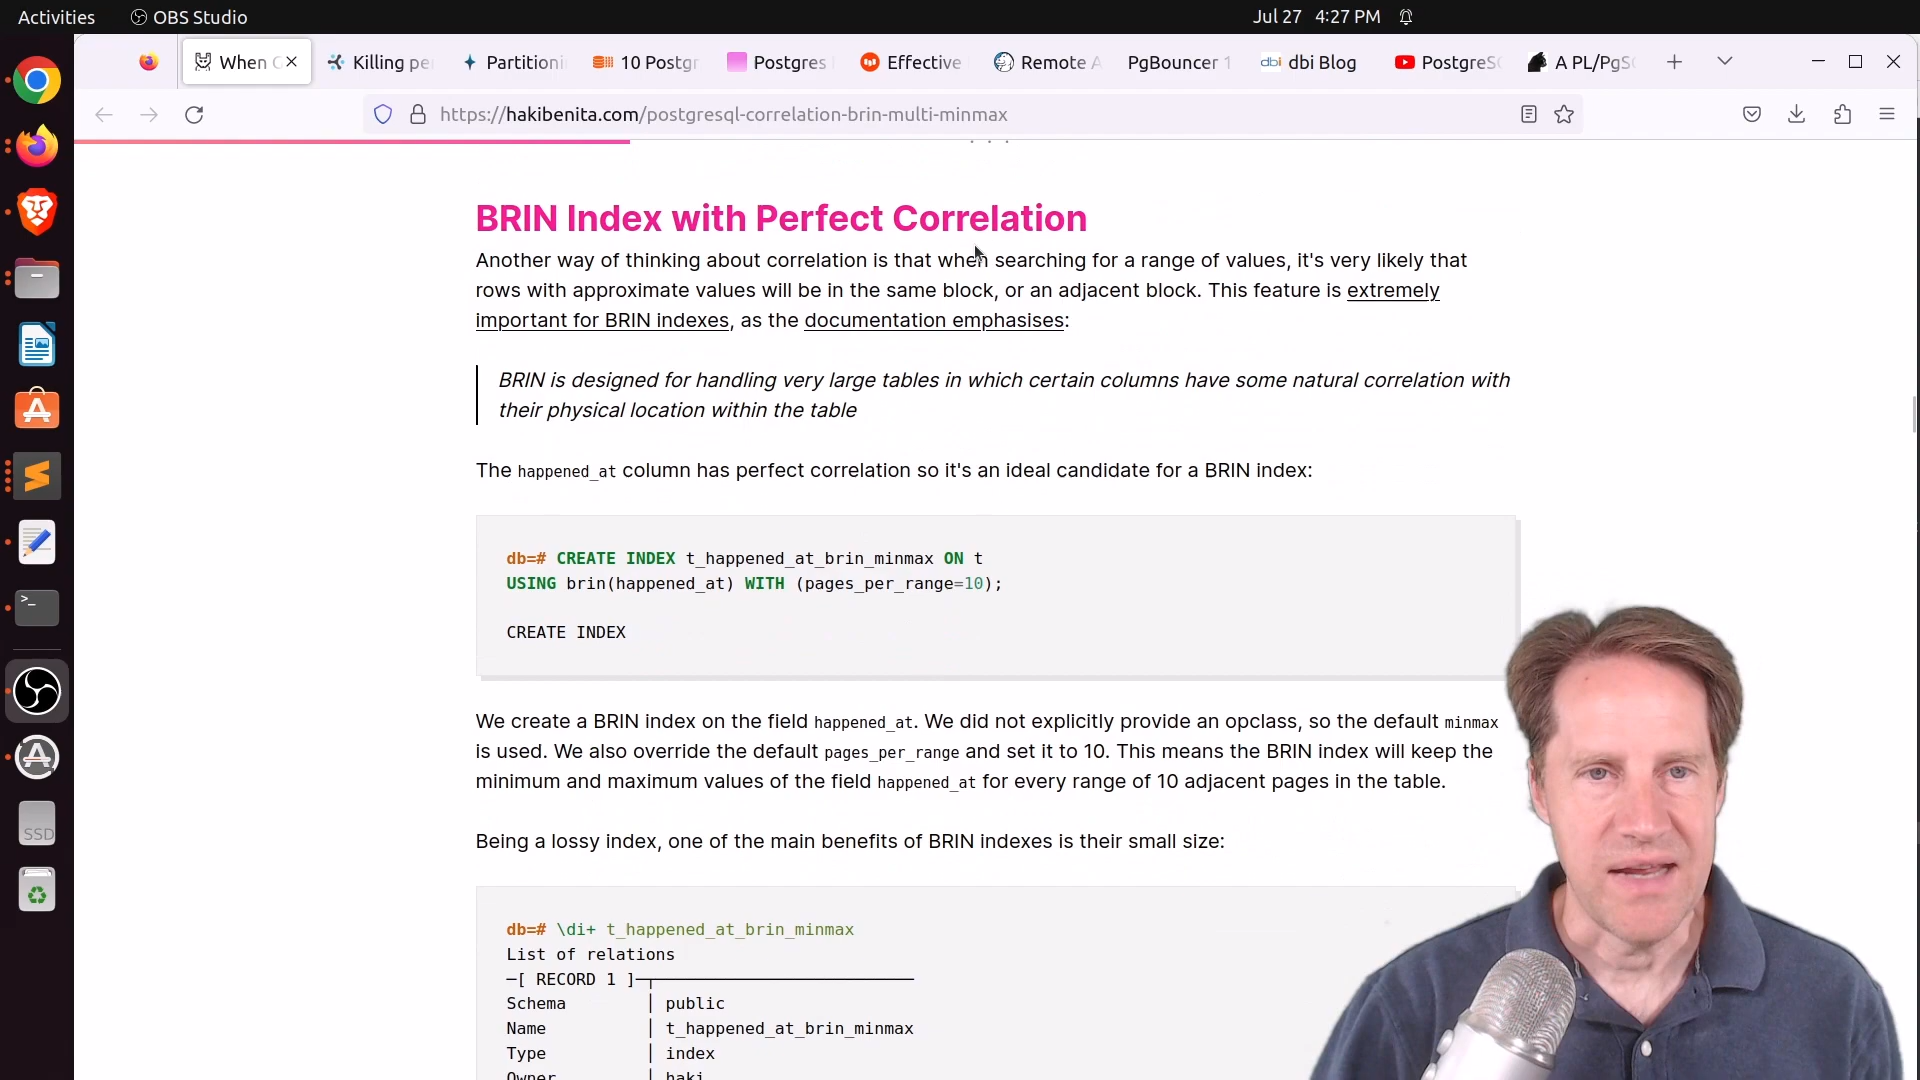 Activities
OBS Studio
Jul 27 4:27 PM
When
Killing pe
Partitioni
10 Postgr
Postgres
Effective
Remote A
PgBouncer 1
dbi
dbi Blog
PostgreS
A PL/PgS
https://hakibenita.com/postgresql-correlation-brin-multi-minmax
BRIN Index with Perfect Correlation
Another way of thinking about correlation is that when searching for a range of values, it's very likely that
rows with approximate values will be in the same block, or an adjacent block. This feature is extremely
important for BRIN indexes, as the documentation emphasises:
BRIN is designed for handling very large tables in which certain columns have some natural correlation with
their physical location within the table
The happened_at column has perfect correlation so it's an ideal candidate for a BRIN index:
db=# CREATE INDEX t_happened_at_brin_minmax ON t
USING brin(happened_at) WITH (pages_per_range=10);
CREATE INDEX
We create a BRIN index on the field happened_at. We did not explicitly provide an opclass, so the default minmax
is used. We also override the default pages_per_range and set it to 10. This means the BRIN index will keep the
minimum and maximum values of the field happened_at for every range of 10 adjacent pages in the table.
Being a lossy index, one of the main benefits of BRIN indexes is their small size:
db=# \di+ t_happened_at_brin_minmax
List of relations
─[ RECORD 1 ]─┬──────────────────────────
Schema │ public
Name │ t_happened_at_brin_minmax
Type │ index
Owner │ haki
SSD